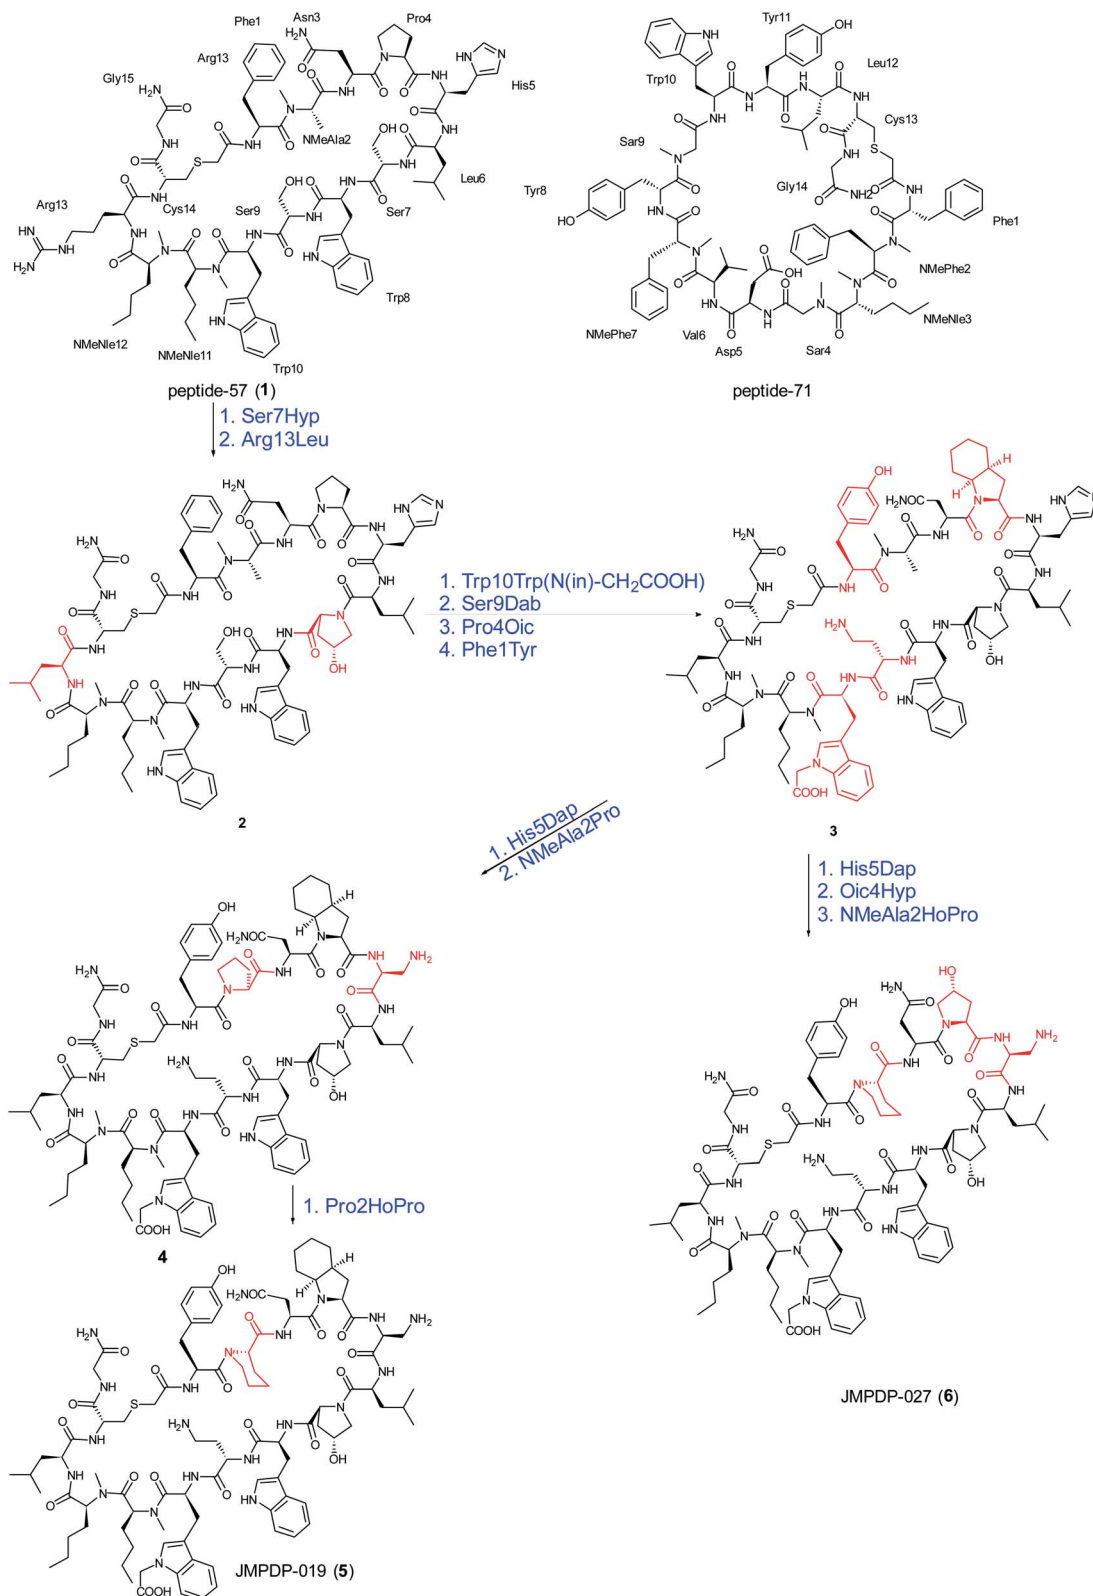 Phe1
Asn3
Pro4
Arg13
His5
Gly15
NMeAla2
Leu6
Ser7
Arg13
Cys14
Ser9
Trp8
NMeNle12
NMeNle11
Trp10
peptide-57 (1)
Tyr11
Trp10
Leu12
Cys13
Sar9
Gly14
Tyr8
Phe1
NMePhe2
NMeNle3
NMePhe7
Val6
Asp5
Sar4
peptide-71
1. Ser7Hyp
2. Arg13Leu
2
1. Trp10Trp(N(in)-CH2COOH)
2. Ser9Dab
3. Pro4Oic
4. Phe1Tyr
3
1. His5Dap
2. NMeAla2Pro
1. His5Dap
2. Oic4Hyp
3. NMeAla2HoPro
4
1. Pro2HoPro
JMPDP-019 (5)
JMPDP-027 (6)